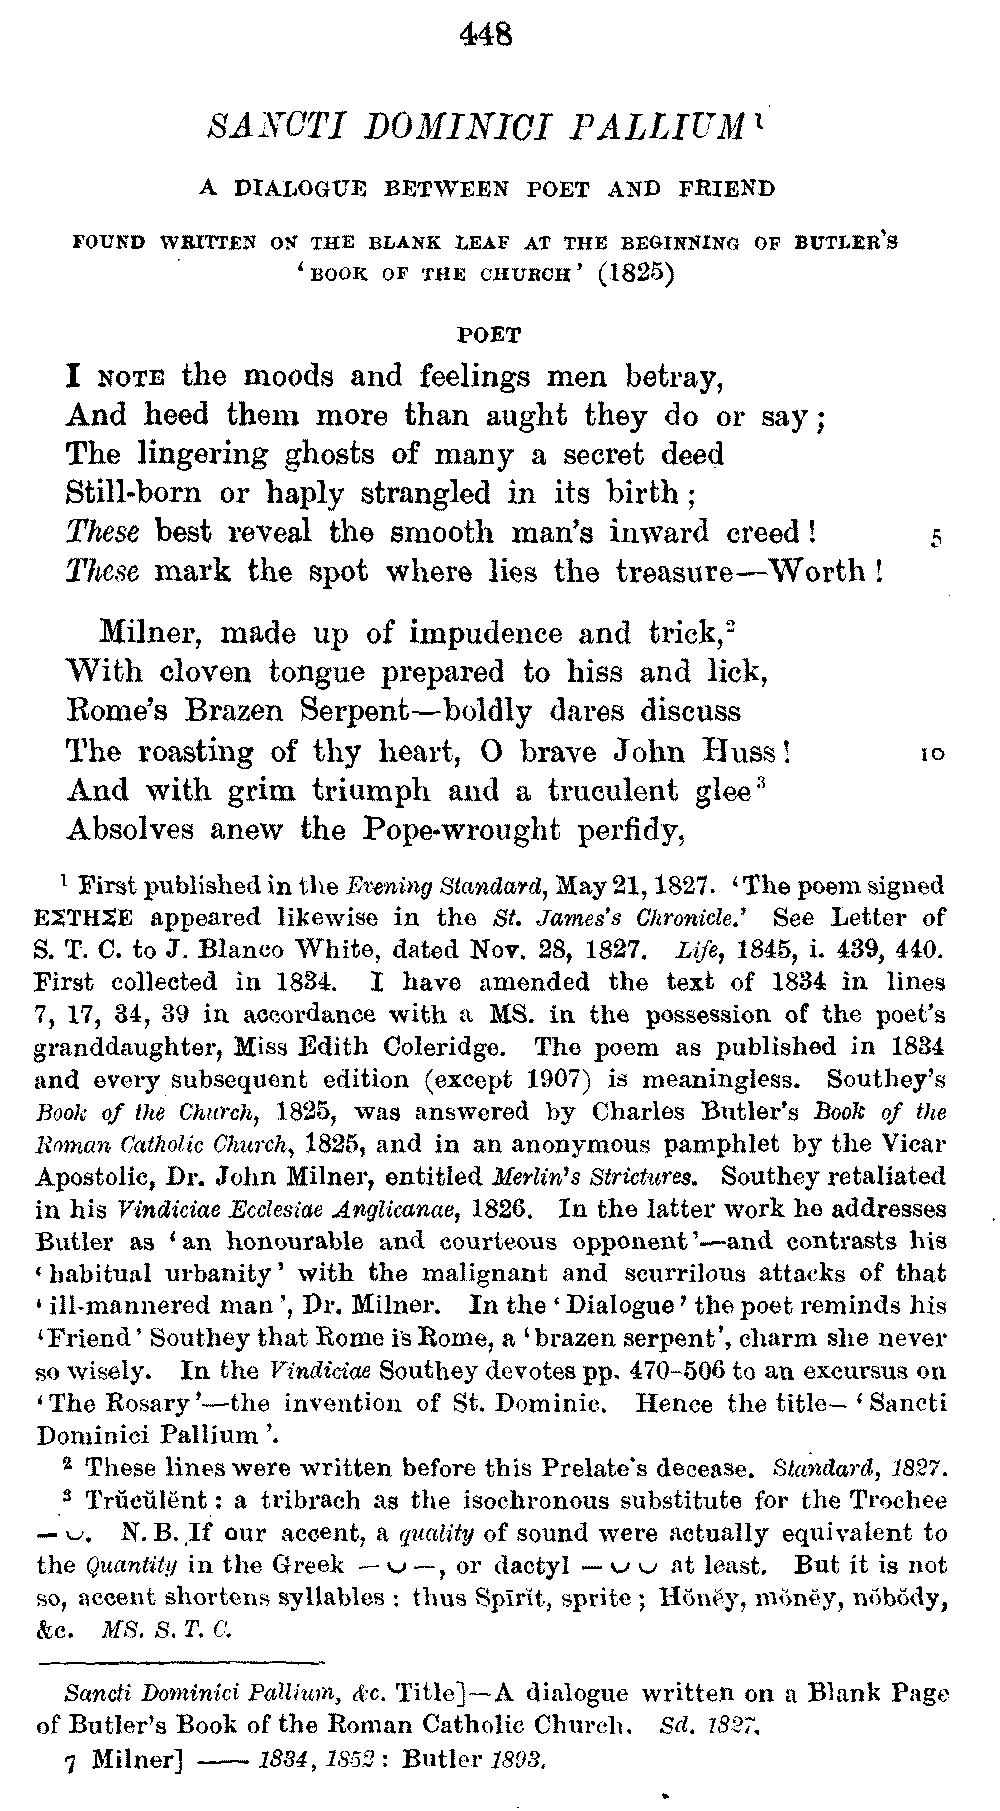 448
SANCTI DOMINICI PALLIUM¹
A DIALOGUE BETWEEN POET AND FRIEND
FOUND WRITTEN ON THE BLANK LEAF AT THE BEGINNING OF BUTLER'S
'BOOK OF THE CHURCH' (1825)
POET
I NOTE the moods and feelings men betray,
And heed them more than aught they do or say;
The lingering ghosts of many a secret deed
Still-born or haply strangled in its birth;
These best reveal the smooth man's inward creed! 5
These mark the spot where lies the treasure—Worth!
Milner, made up of impudence and trick,²
With cloven tongue prepared to hiss and lick,
Rome's Brazen Serpent—boldly dares discuss
The roasting of thy heart, O brave John Huss! 10
And with grim triumph and a truculent glee³
Absolves anew the Pope-wrought perfidy,
¹ First published in the Evening Standard, May 21, 1827. 'The poem signed
ΕΣΤΗΣΕ appeared likewise in the St. James's Chronicle.' See Letter of
S. T. C. to J. Blanco White, dated Nov. 28, 1827. Life, 1845, i. 439, 440.
First collected in 1834. I have amended the text of 1834 in lines
7, 17, 34, 39 in accordance with a MS. in the possession of the poet's
granddaughter, Miss Edith Coleridge. The poem as published in 1834
and every subsequent edition (except 1907) is meaningless. Southey's
Book of the Church, 1825, was answered by Charles Butler's Book of the
Roman Catholic Church, 1825, and in an anonymous pamphlet by the Vicar
Apostolic, Dr. John Milner, entitled Merlin's Strictures. Southey retaliated
in his Vindiciae Ecclesiae Anglicanae, 1826. In the latter work he addresses
Butler as 'an honourable and courteous opponent'—and contrasts his
'habitual urbanity' with the malignant and scurrilous attacks of that
'ill-mannered man', Dr. Milner. In the 'Dialogue' the poet reminds his
'Friend' Southey that Rome is Rome, a 'brazen serpent', charm she never
so wisely. In the Vindiciae Southey devotes pp. 470-506 to an excursus on
'The Rosary'—the invention of St. Dominic. Hence the title—'Sancti
Dominici Pallium'.
² These lines were written before this Prelate's decease. Standard, 1827.
³ Trŭcŭlĕnt: a tribrach as the isochronous substitute for the Trochee
— ᴗ. N. B. If our accent, a quality of sound were actually equivalent to
the Quantity in the Greek — ᴗ —, or dactyl — ᴗ ᴗ at least. But it is not
so, accent shortens syllables: thus Spīrĭt, sprite; Hŏnĕy, mŏnĕy, nŏbŏdy,
&c. MS. S. T. C.
Sancti Dominici Pallium, &c. Title]—A dialogue written on a Blank Page
of Butler's Book of the Roman Catholic Church. Sd. 1827.
7 Milner] —— 1834, 1852: Butler 1893.